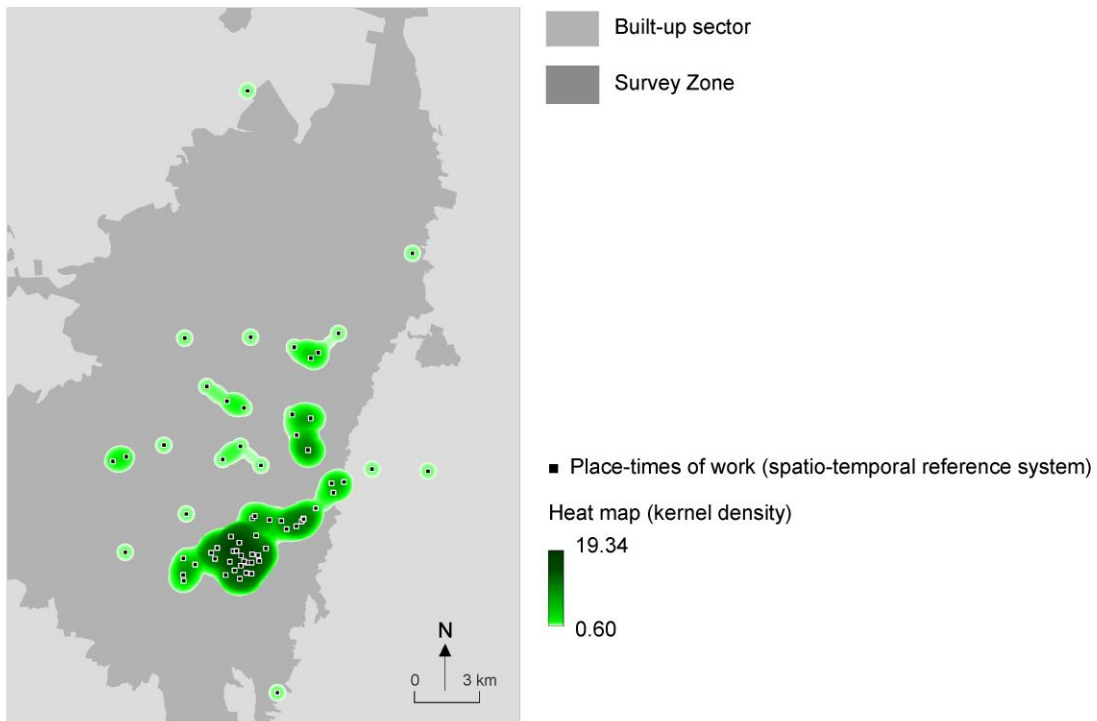 Built-up sector
Survey Zone
Place-times of work (spatio-temporal reference system)
Heat map (kernel density)
19.34
0.60
N
0 3 km